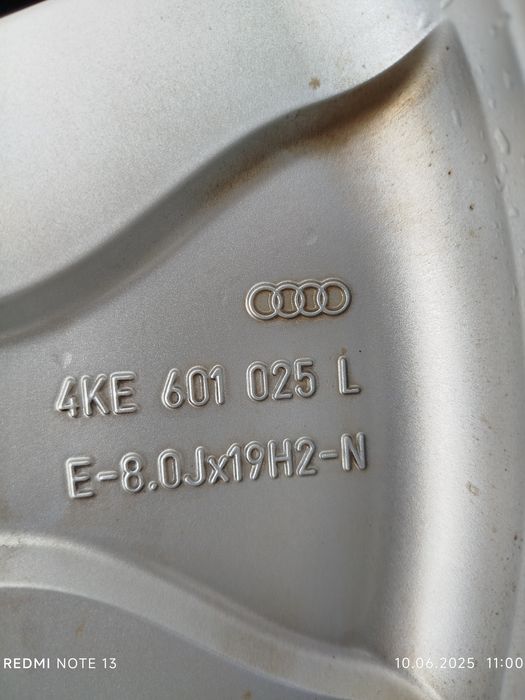 4KE 601 025 L
E-8.0Jx19H2-N
REDMI NOTE 13
10.06.2025 11:00